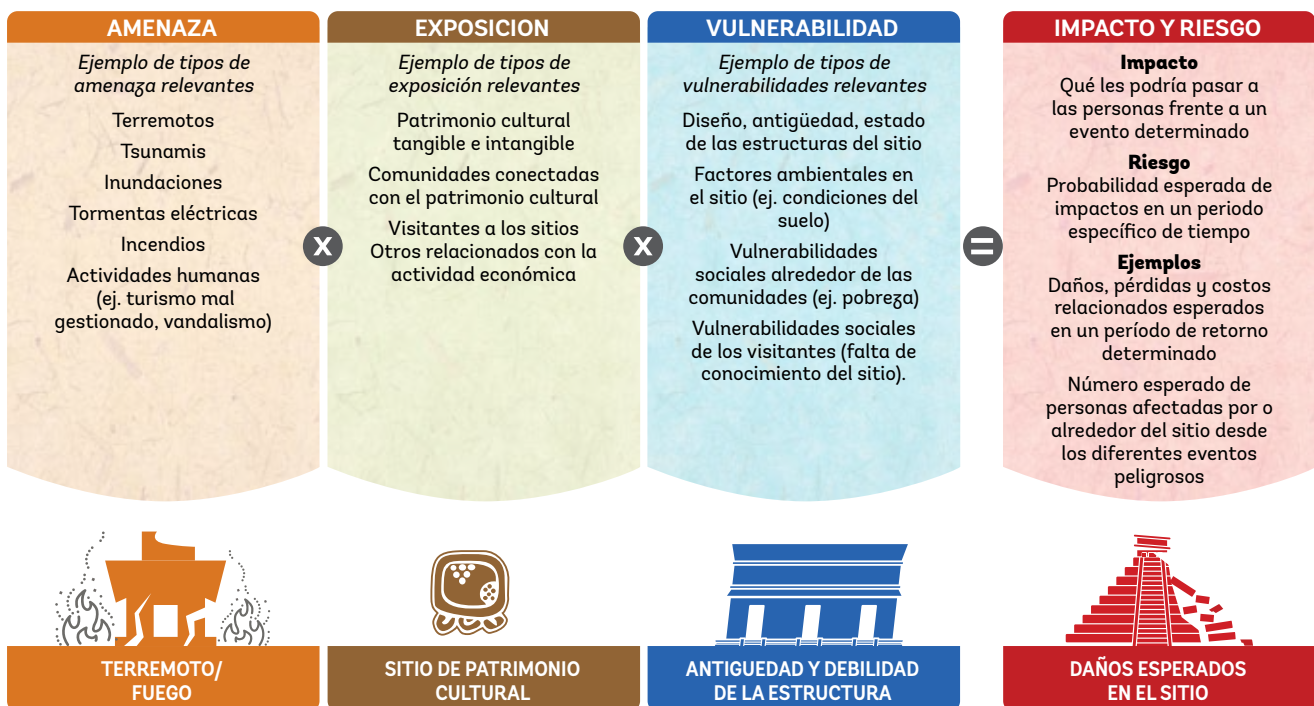 AMENAZA
Ejemplo de tipos de
amenaza relevantes
Terremotos
Tsunamis
Inundaciones
Tormentas eléctricas
Incendios
Actividades humanas
(ej. turismo mal
gestionado, vandalismo)
X
EXPOSICION
Ejemplo de tipos de
exposición relevantes
Patrimonio cultural
tangible e intangible
Comunidades conectadas
con el patrimonio cultural
Visitantes a los sitios
Otros relacionados con la
actividad económica
X
VULNERABILIDAD
Ejemplo de tipos de
vulnerabilidades relevantes
Diseño, antigüedad, estado
de las estructuras del sitio
Factores ambientales en
el sitio (ej. condiciones del
suelo)
Vulnerabilidades
sociales alrededor de las
comunidades (ej. pobreza)
Vulnerabilidades sociales
de los visitantes (falta de
conocimiento del sitio).
=
IMPACTO Y RIESGO
Impacto
Qué les podría pasar a
las personas frente a un
evento determinado
Riesgo
Probabilidad esperada de
impactos en un periodo
específico de tiempo
Ejemplos
Daños, pérdidas y costos
relacionados esperados
en un período de retorno
determinado
Número esperado de
personas afectadas por o
alrededor del sitio desde
los diferentes eventos
peligrosos
TERREMOTO/
FUEGO
SITIO DE PATRIMONIO
CULTURAL
ANTIGUEDAD Y DEBILIDAD
DE LA ESTRUCTURA
DAÑOS ESPERADOS
EN EL SITIO